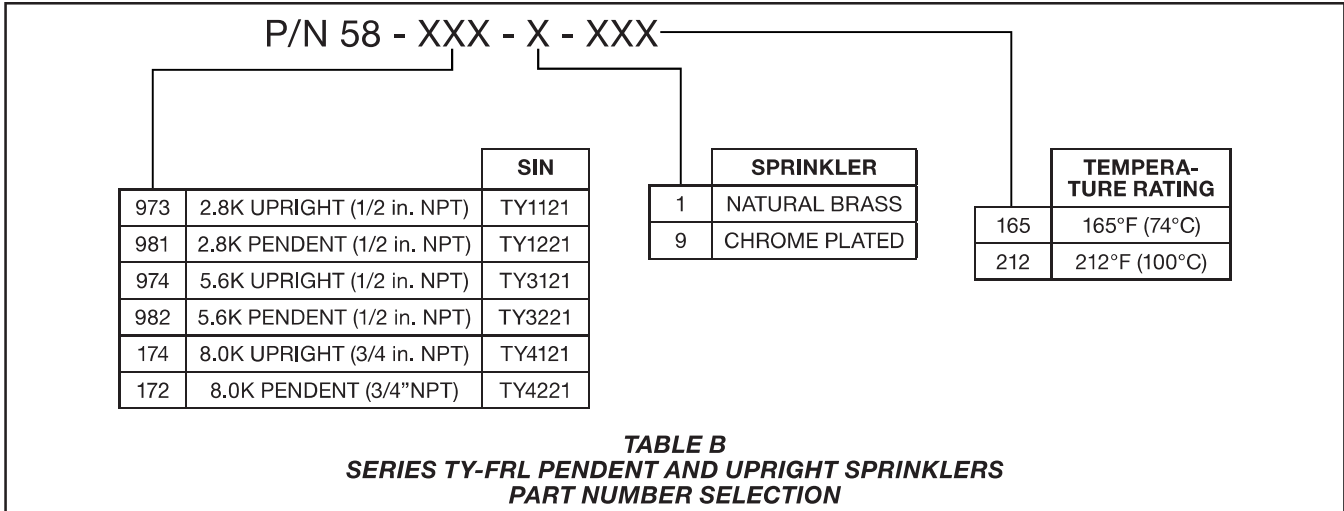 P/N 58 - XXX - X - XXX
SIN
973 2.8K UPRIGHT (1/2 in. NPT) TY1121
981 2.8K PENDENT (1/2 in. NPT) TY1221
974 5.6K UPRIGHT (1/2 in. NPT) TY3121
982 5.6K PENDENT (1/2 in. NPT) TY3221
174 8.0K UPRIGHT (3/4 in. NPT) TY4121
172 8.0K PENDENT (3/4”NPT) TY4221
SPRINKLER
1 NATURAL BRASS
9 CHROME PLATED
TEMPERA-
TURE RATING
165 165°F (74°C)
212 212°F (100°C)
TABLE B
SERIES TY-FRL PENDENT AND UPRIGHT SPRINKLERS
PART NUMBER SELECTION